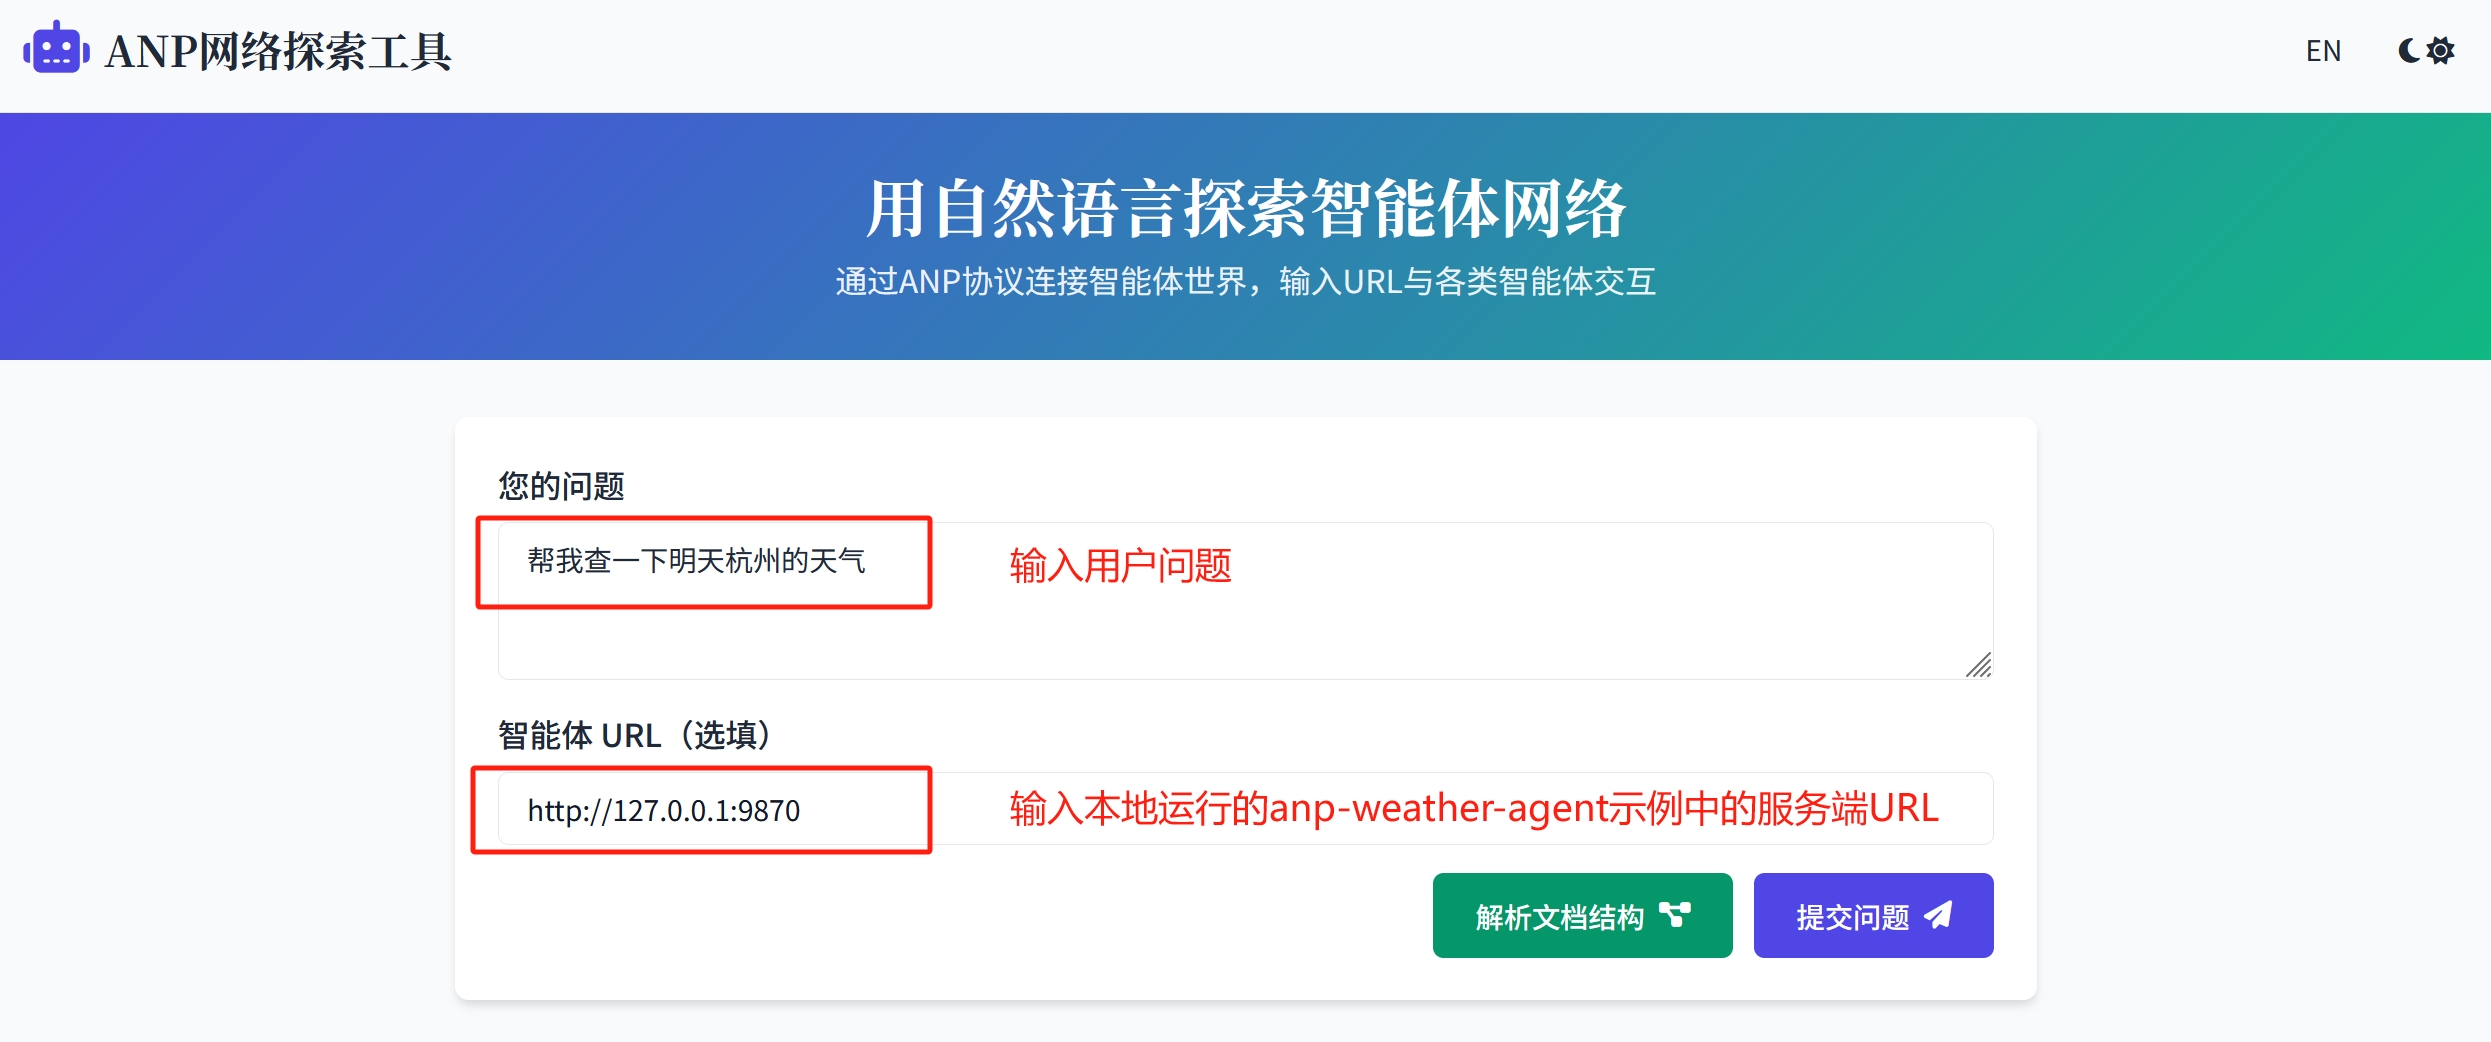 ANP网络探索工具
EN
用自然语言探索智能体网络
通过ANP协议连接智能体世界，输入URL与各类智能体交互
您的问题
帮我查一下明天杭州的天气
输入用户问题
智能体 URL（选填）
http://127.0.0.1:9870
输入本地运行的anp-weather-agent示例中的服务端URL
解析文档结构
提交问题